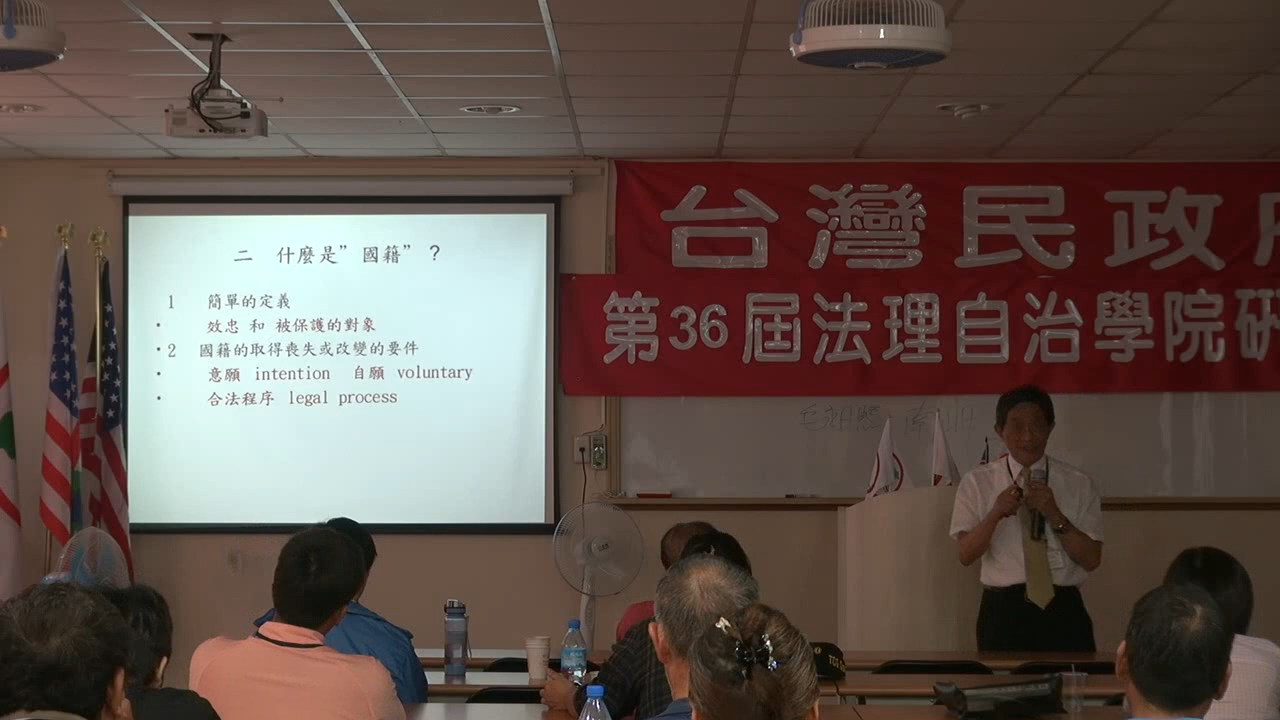 二 什麼是”國籍”？
1 簡單的定義
• 效忠 和 被保護的對象
• 2 國籍的取得喪失或改變的要件
• 意願 intention 自願 voluntary
• 合法程序 legal process
台灣民政
第36屆法理自治學院研